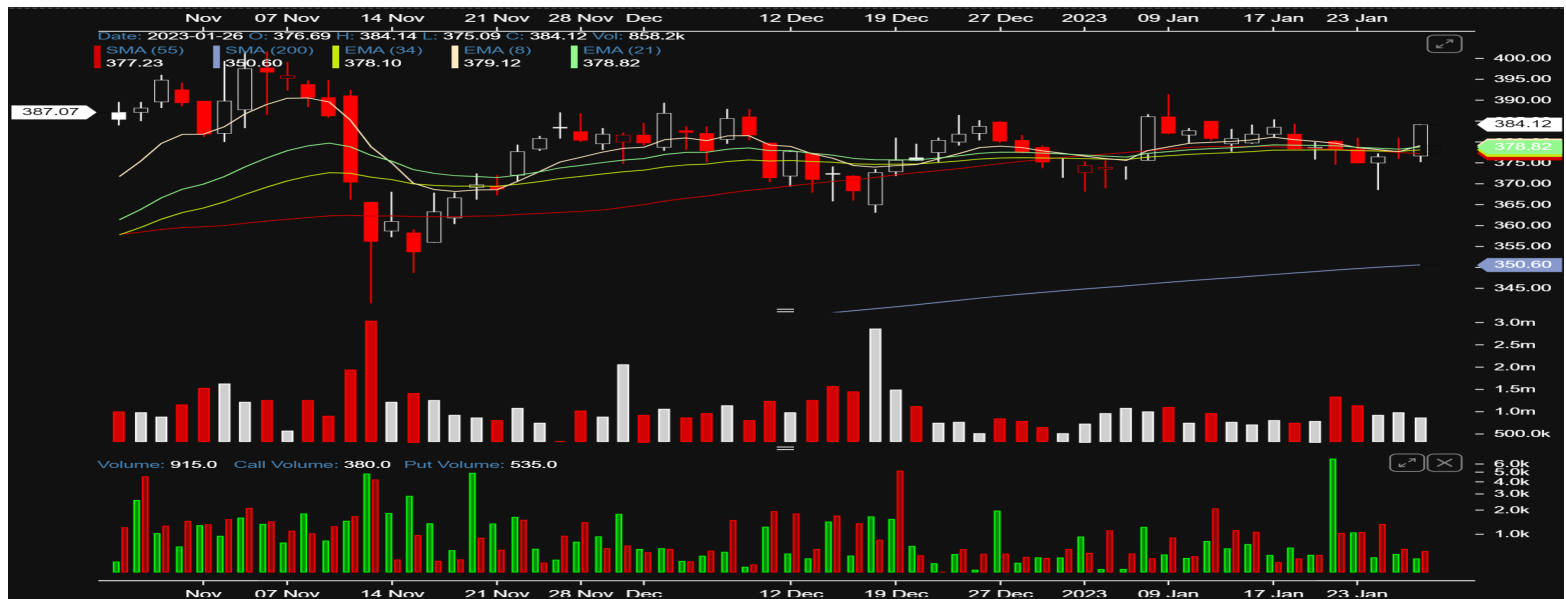 Nov 07 Nov 14 Nov 21 Nov 28 Nov Dec 12 Dec 19 Dec 27 Dec 2023 09 Jan 17 Jan 23 Jan
Date: 2023-01-26 O: 376.69 H: 384.14 L: 375.09 C: 384.12 Vol: 858.2k
SMA (55) SMA (200) EMA (34) EMA (8) EMA (21)
377.23 350.60 378.10 379.12 378.82
400.00
395.00
390.00
387.07
384.12
378.82
375.00
370.00
365.00
360.00
355.00
350.60
345.00
3.0m
2.5m
2.0m
1.5m
1.0m
500.0k
Volume: 915.0 Call Volume: 380.0 Put Volume: 535.0
6.0k
5.0k
4.0k
3.0k
2.0k
1.0k
Nov 07 Nov 14 Nov 21 Nov 28 Nov Dec 12 Dec 19 Dec 27 Dec 2023 09 Jan 17 Jan 23 Jan